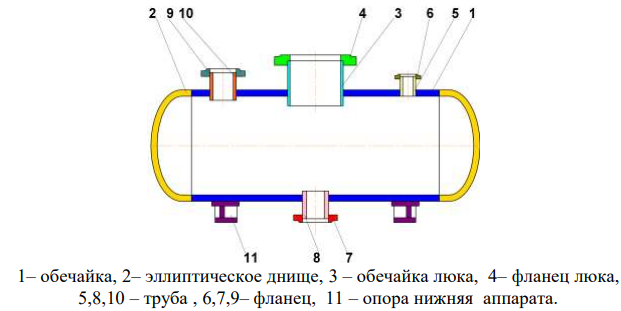 2 9 10 4 3 6 5 1
11 8 7
1– обечайка, 2– эллиптическое днище, 3 – обечайка люка, 4– фланец люка,
5,8,10 – труба , 6,7,9– фланец, 11 – опора нижняя аппарата.